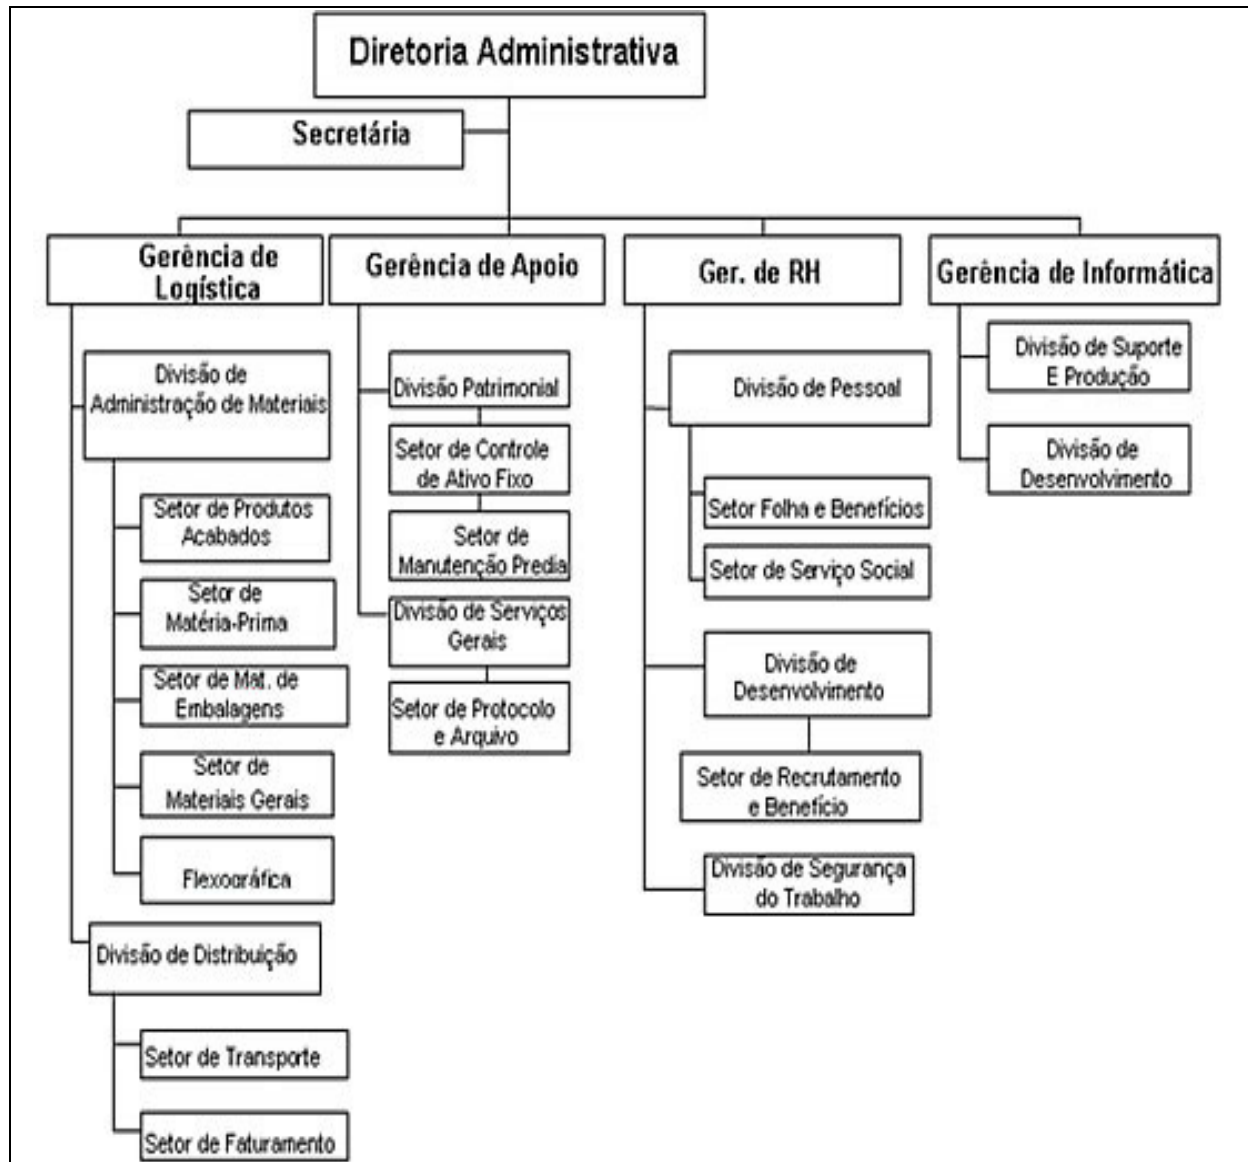 Diretoria Administrativa
Secretária
Gerência de
Logística
Gerência de Apoio
Ger. de RH
Gerência de Informática
Divisão de
Administração de Materiais
Setor de Produtos
Acabados
Setor de
Matéria-Prima
Setor de Mat. de
Embalagens
Setor de
Materiais Gerais
Flexográfica
Divisão de Distribuição
Setor de Transporte
Setor de Faturamento
Divisão Patrimonial
Setor de Controle
de Ativo Fixo
Setor de
Manutenção Predia
Divisão de Serviços
Gerais
Setor de Protocolo
e Arquivo
Divisão de Pessoal
Setor Folha e Benefícios
Setor de Serviço Social
Divisão de
Desenvolvimento
Setor de Recrutamento
e Benefício
Divisão de Segurança
do Trabalho
Divisão de Suporte
E Produção
Divisão de
Desenvolvimento